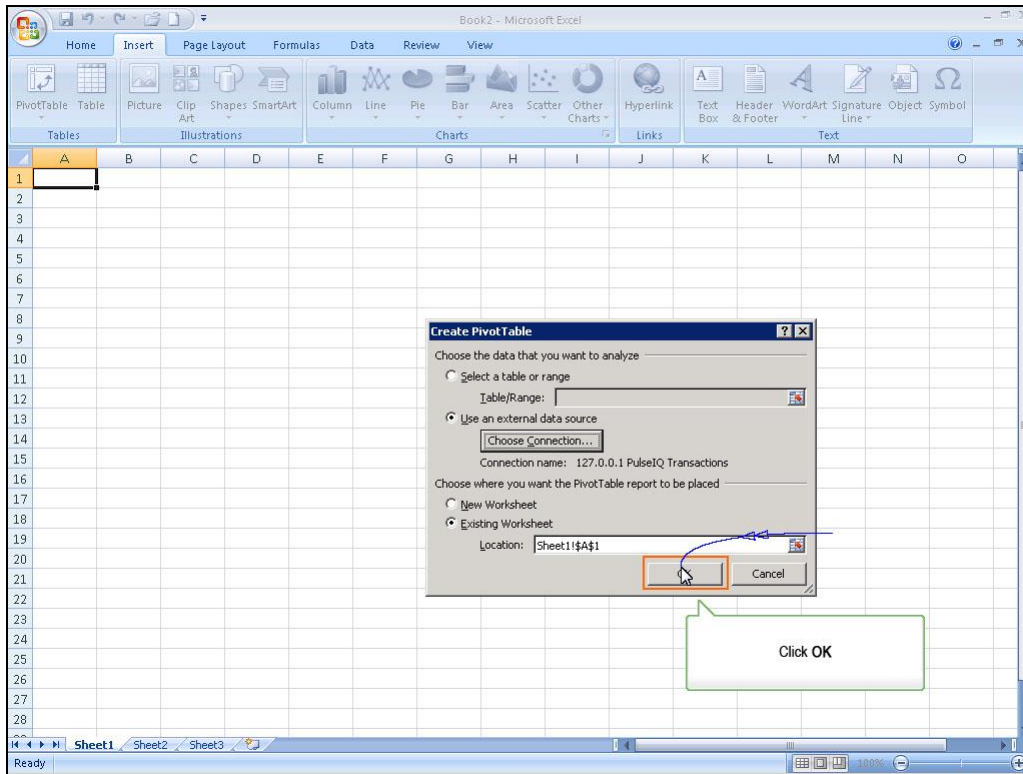 Book2 - Microsoft Excel
Home Insert Page Layout Formulas Data Review View
PivotTable Table Picture Clip Art Shapes SmartArt Column Line Pie Bar Area Scatter Other Charts Hyperlink Text Box Header & Footer WordArt Signature Line Object Symbol
Tables Illustrations Charts Links Text
A B C D E F G H I J K L M N O
1
2
3
4
5
6
7
8
9
10
11
12
13
14
15
16
17
18
19
20
21
22
23
24
25
26
27
28
Create PivotTable
Choose the data that you want to analyze
Select a table or range
Table/Range:
Use an external data source
Choose Connection...
Connection name: 127.0.0.1 PulseIQ Transactions
Choose where you want the PivotTable report to be placed
New Worksheet
Existing Worksheet
Location: Sheet1!$A$1
Cancel
Click OK
Sheet1 Sheet2 Sheet3
Ready 100%